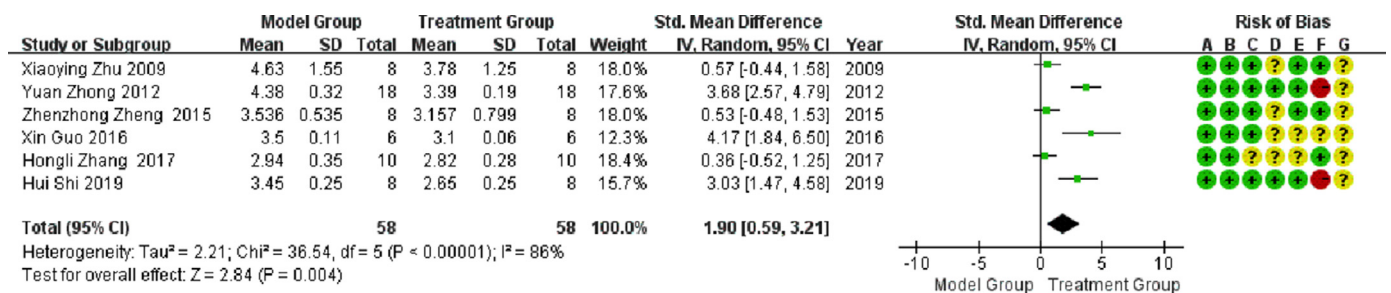 Model Group Treatment Group Std. Mean Difference Std. Mean Difference Risk of Bias
Study or Subgroup Mean SD Total Mean SD Total Weight IV, Random, 95% CI Year IV, Random, 95% CI A B C D E F G
Xiaoying Zhu 2009 4.63 1.55 8 3.78 1.25 8 18.0% 0.57 [-0.44, 1.58] 2009 + + + ? + + ?
Yuan Zhong 2012 4.38 0.32 18 3.39 0.19 18 17.6% 3.68 [2.57, 4.79] 2012 + + + ? + - ?
Zhenzhong Zheng 2015 3.536 0.535 8 3.157 0.799 8 18.0% 0.53 [-0.48, 1.53] 2015 + + + ? + + ?
Xin Guo 2016 3.5 0.11 6 3.1 0.06 6 12.3% 4.17 [1.84, 6.50] 2016 + + + ? ? ? ?
Hongli Zhang 2017 2.94 0.35 10 2.82 0.28 10 18.4% 0.36 [-0.52, 1.25] 2017 + + ? ? ? + ?
Hui Shi 2019 3.45 0.25 8 2.65 0.25 8 15.7% 3.03 [1.47, 4.58] 2019 + + + + + - ?
Total (95% CI) 58 58 100.0% 1.90 [0.59, 3.21]
Heterogeneity: Tau² = 2.21; Chi² = 36.54, df = 5 (P < 0.00001); I² = 86%
Test for overall effect: Z = 2.84 (P = 0.004)
-10 -5 0 5 10
Model Group Treatment Group